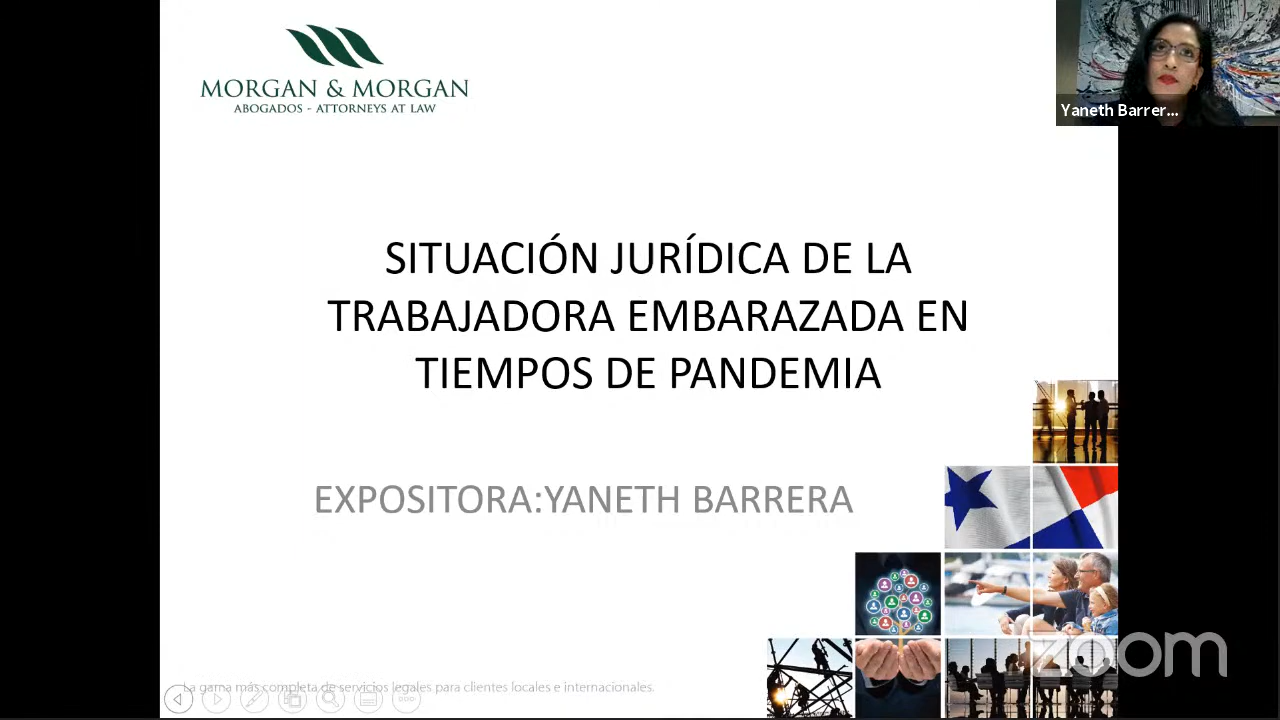 MORGAN & MORGAN
ABOGADOS - ATTORNEYS AT LAW
Yaneth Barrer...
SITUACIÓN JURÍDICA DE LA
TRABAJADORA EMBARAZADA EN
TIEMPOS DE PANDEMIA
EXPOSITORA:YANETH BARRERA
La gama más completa de servicios legales para clientes locales e internacionales.
zoom